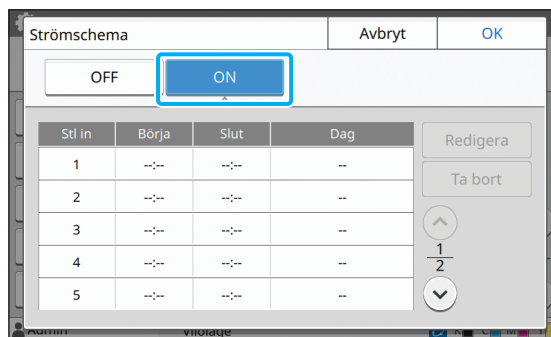 Strömschema Avbryt OK
OFF ON
Stl in Börja Slut Dag
Redigera
1 --:-- --:-- --
Ta bort
2 --:-- --:-- --
3 --:-- --:-- --
4 --:-- --:-- --
1
2
5 --:-- --:-- --
Admin Viloläge K C M